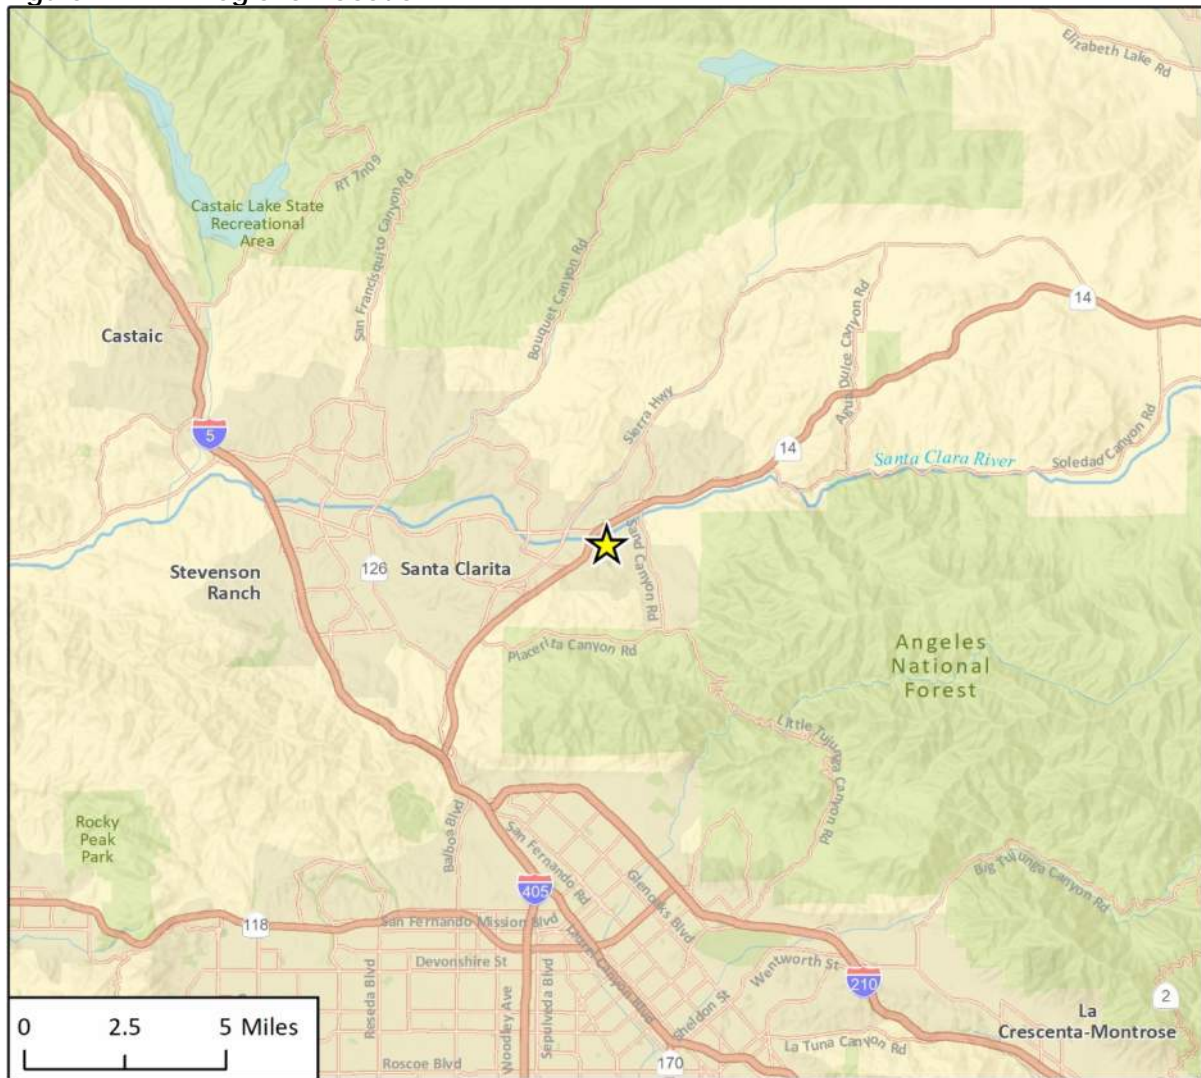 Elizabeth Lake Rd
RT 7n09
San Francisquito Canyon Rd
Castaic Lake State
Recreational
Area
Bouquet Canyon Rd
Agua Dulce Canyon Rd
14
Castaic
Sierra Hwy
5
14
Santa Clara River
Soledad Canyon Rd
Sand Canyon Rd
126
Santa Clarita
Stevenson
Ranch
Placerita Canyon Rd
Angeles
National
Forest
Little Tujunga Canyon Rd
Rocky
Peak
Park
Balboa Blvd
San Fernando Rd
Glenoaks Blvd
Big Tujunga Canyon Rd
405
118
San Fernando Mission Blvd
Laurel Canyon Blvd
Devonshire St
Wentworth St
210
2
Reseda Blvd
Woodley Ave
Sepulveda Blvd
Sheldon St
La
Crescenta-Montrose
La Tuna Canyon Rd
Roscoe Blvd
170
0 2.5 5 Miles